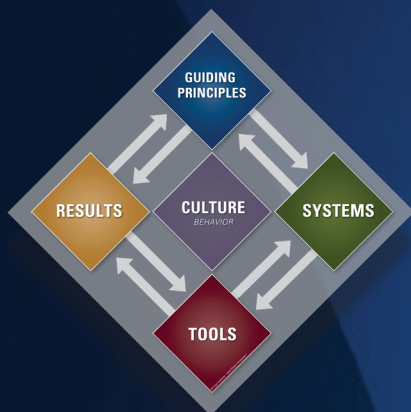 GUIDING
PRINCIPLES
RESULTS
CULTURE
BEHAVIOR
SYSTEMS
TOOLS